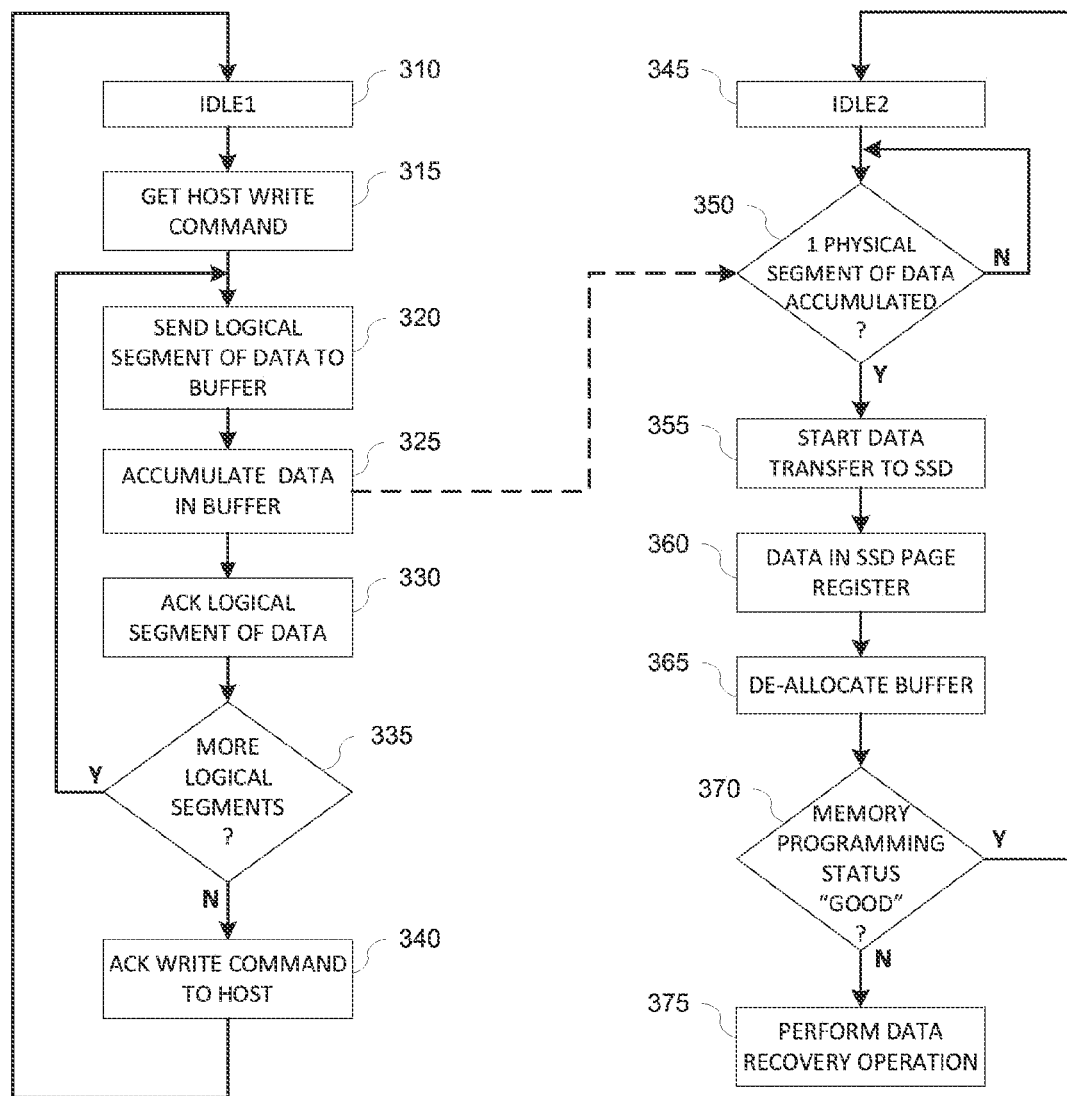 310
IDLE1
315
GET HOST WRITE
COMMAND
320
SEND LOGICAL
SEGMENT OF DATA TO
BUFFER
325
ACCUMULATE DATA
IN BUFFER
330
ACK LOGICAL
SEGMENT OF DATA
335
MORE
LOGICAL
SEGMENTS
?
Y
N
340
ACK WRITE COMMAND
TO HOST
345
IDLE2
350
1 PHYSICAL
SEGMENT OF DATA
ACCUMULATED
?
N
Y
355
START DATA
TRANSFER TO SSD
360
DATA IN SSD PAGE
REGISTER
365
DE-ALLOCATE BUFFER
370
MEMORY
PROGRAMMING
STATUS
"GOOD"
?
Y
N
375
PERFORM DATA
RECOVERY OPERATION